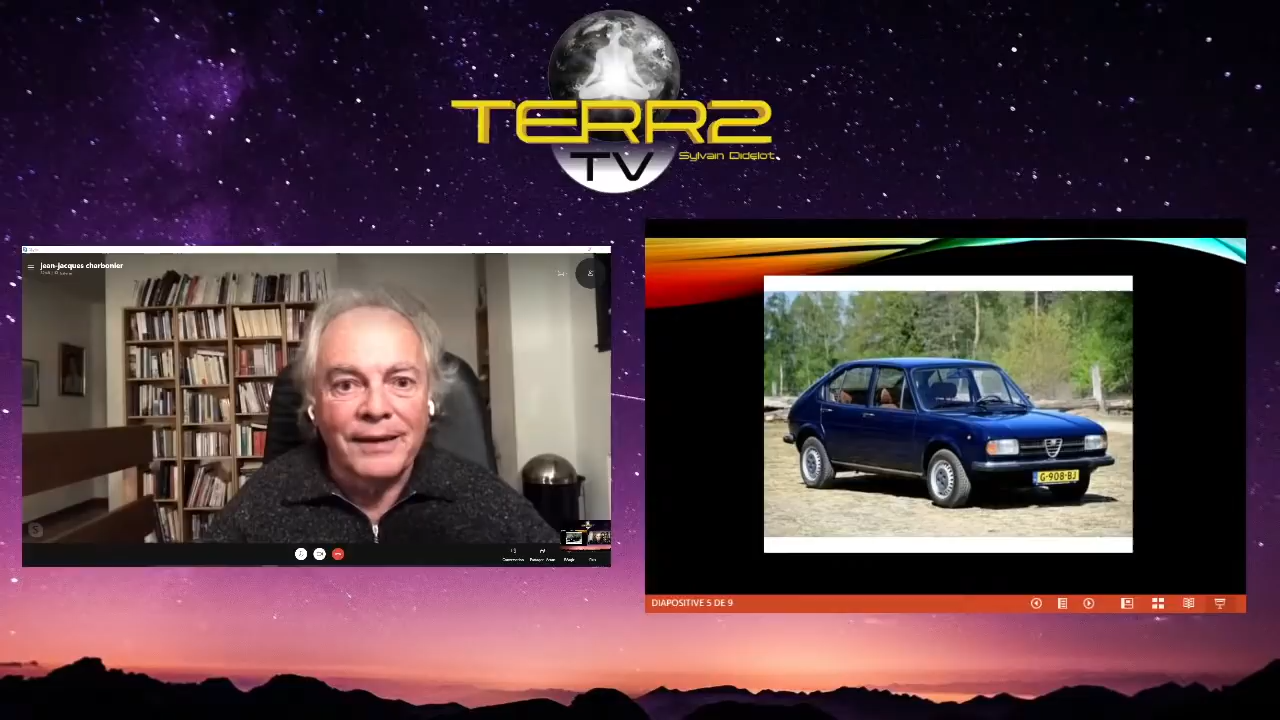 TERR2
TV
Sylvain Didelot
jean-jacques charbonier
G-908-BJ
DIAPOSITIVE 5 DE 9